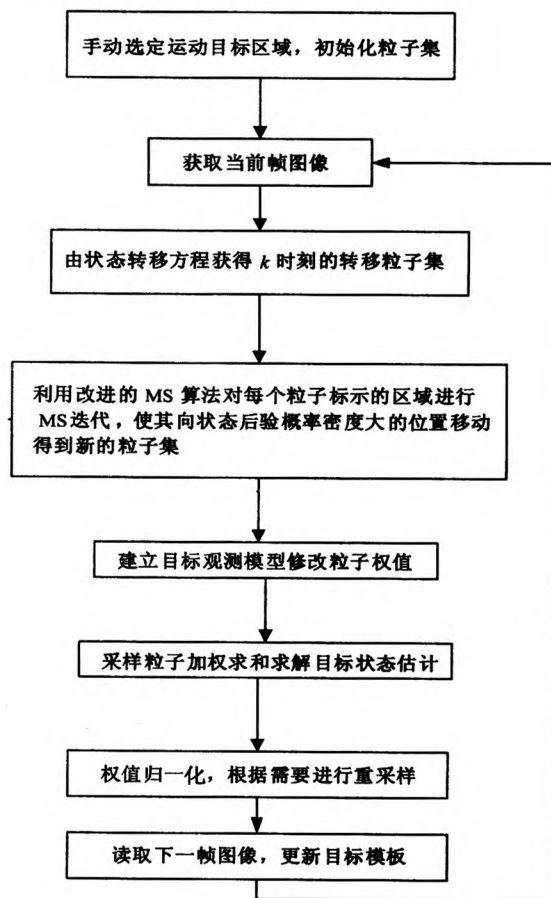 手动选定运动目标区域，初始化粒子集
获取当前帧图像
由状态转移方程获得 k 时刻的转移粒子集
利用改进的 MS 算法对每个粒子标示的区域进行
MS迭代，使其向状态后验概率密度大的位置移动
得到新的粒子集
建立目标观测模型修改粒子权值
采样粒子加权求和求解目标状态估计
权值归一化，根据需要进行重采样
读取下一帧图像，更新目标模板